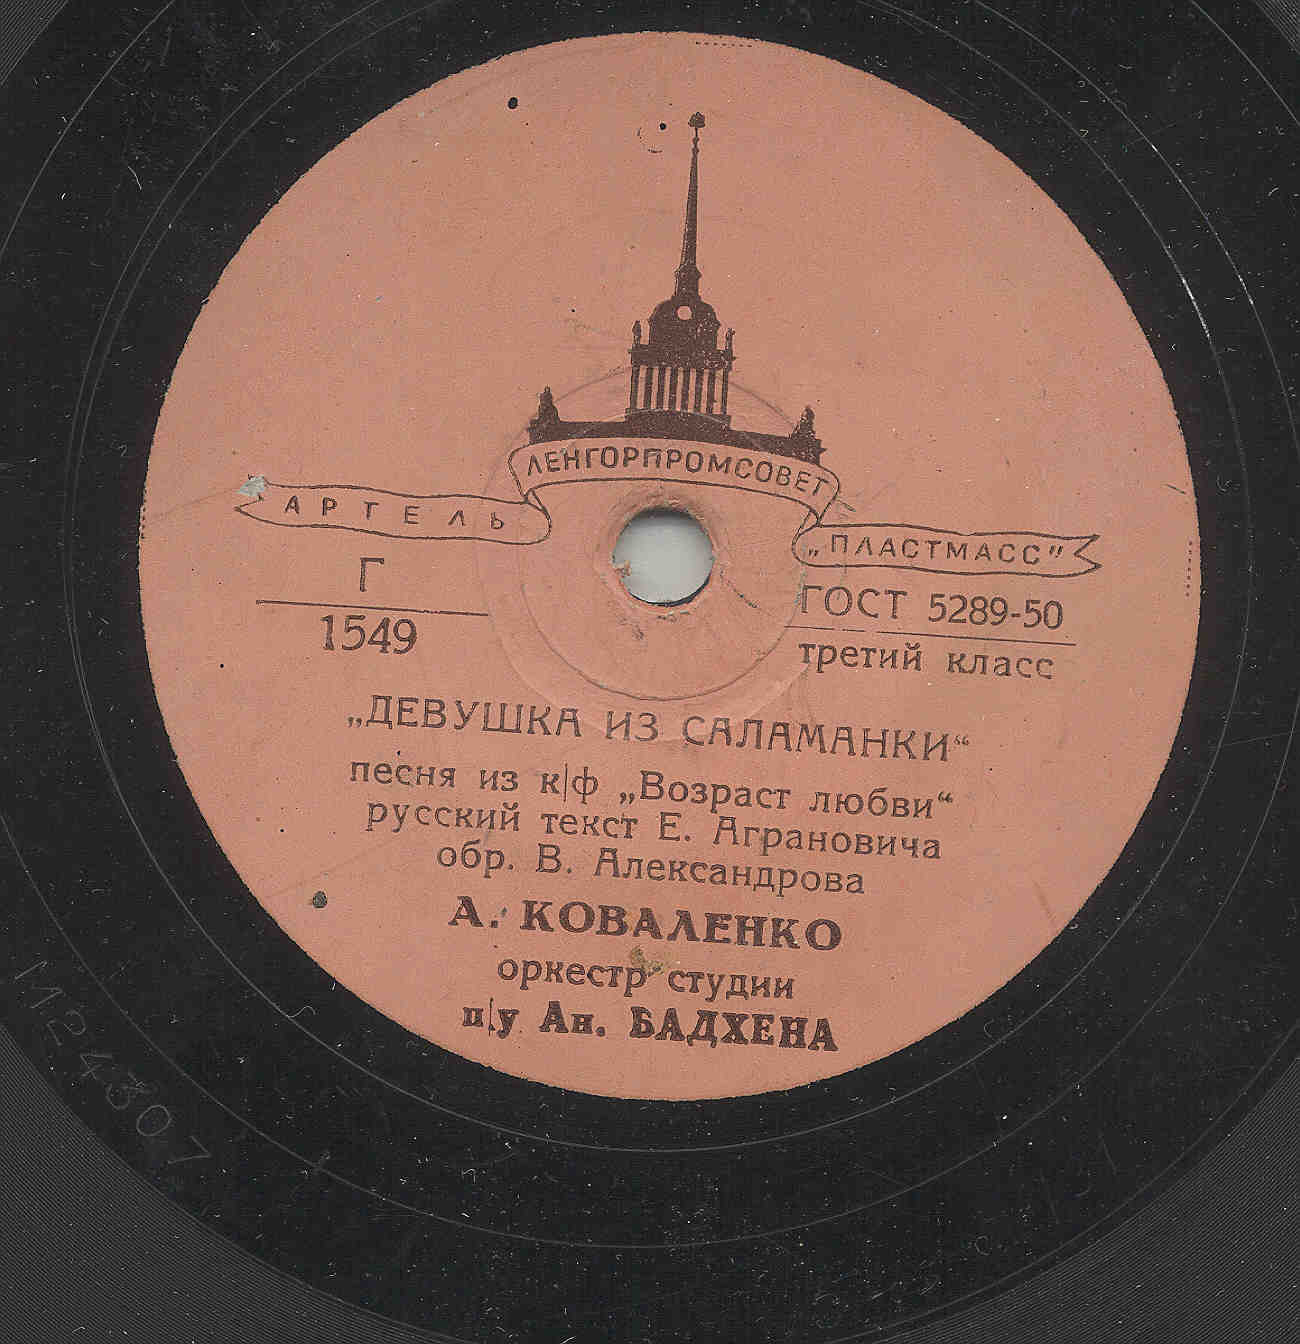 ЛЕНГОРПРОМСОВЕТ
АРТЕЛЬ „ПЛАСТМАСС"
Г ГОСТ 5289-50
1549 третий класс
„ДЕВУШКА ИЗ САЛАМАНКИ“
песня из к/ф „Возраст любви“
русский текст Е. Аграновича
обр. В. Александрова
А. КОВАЛЕНКО
оркестр студии
п/у Ан. БАДХЕНА
М24307